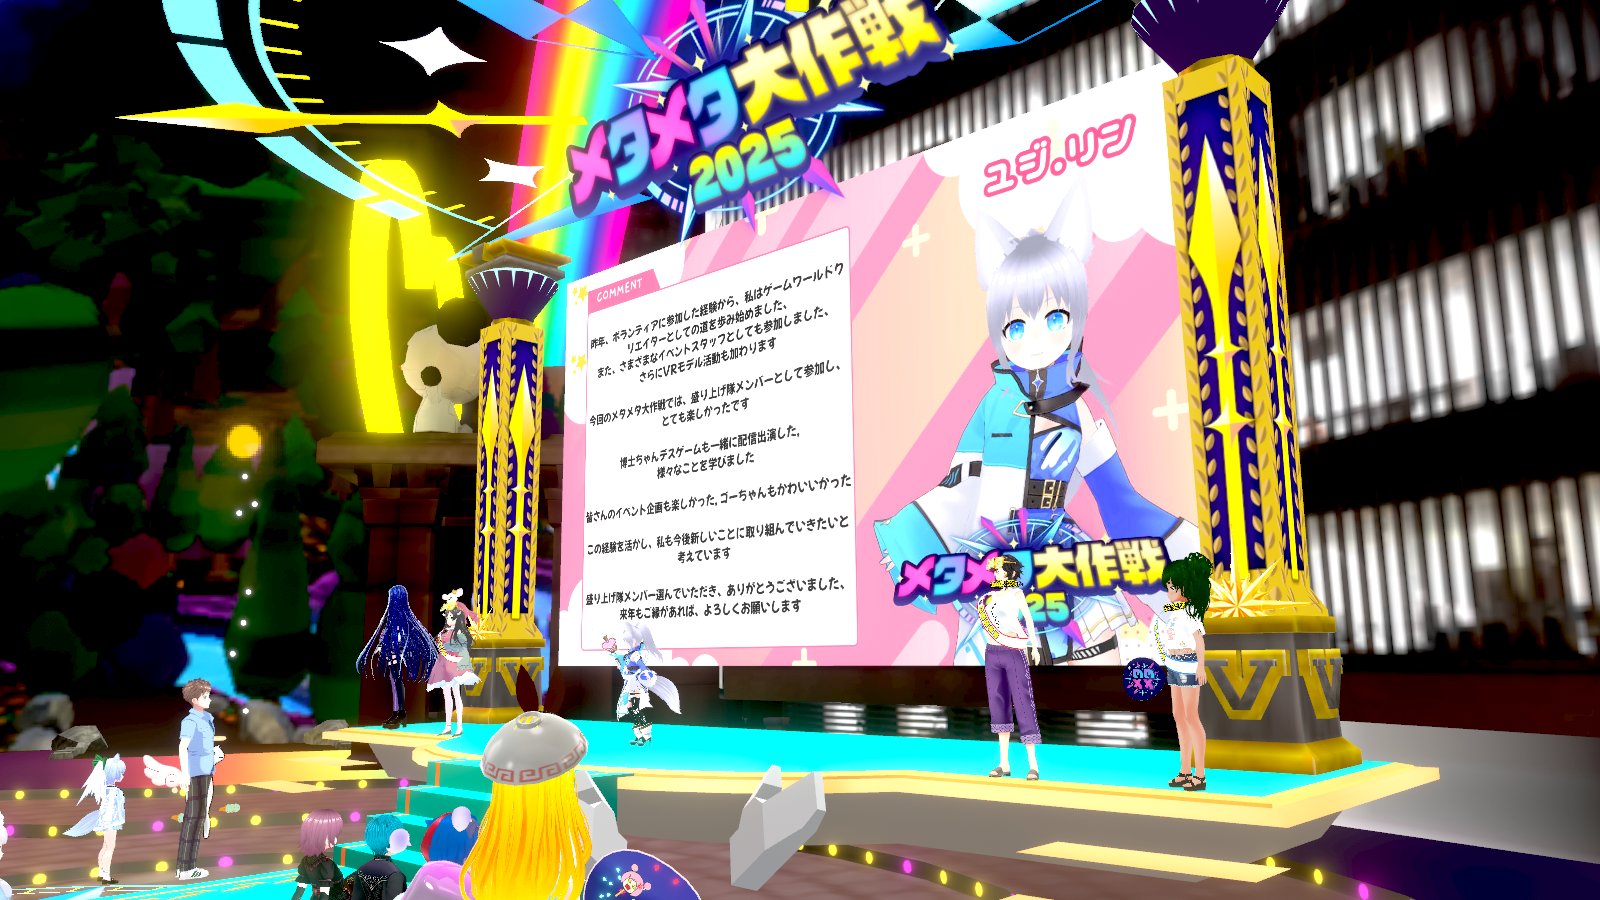 メタメタ大作戦
2025
ユジ.リン
COMMENT
昨年、ボランティアに参加した経験から、私はゲームワールドク
リエイターとしての道を歩み始めました、
また、さまざまなイベントスタッフとしても参加しました、
さらにVRモデル活動も加わります
今回のメタメタ大作戦では、盛り上げ隊メンバーとして参加し、
とても楽しかったです
博士ちゃんデスゲームも一緒に配信出演した,
様々なことを学びました
皆さんのイベント企画も楽しかった, ゴーちゃんもかわいいかった
この経験を活かし、私も今後新しいことに取り組んでいきたいと
考えています
盛り上げ隊メンバー選んでいただき、ありがとうございました、
来年もご縁があれば、よろしくお願いします
メタメタ大作戦
25